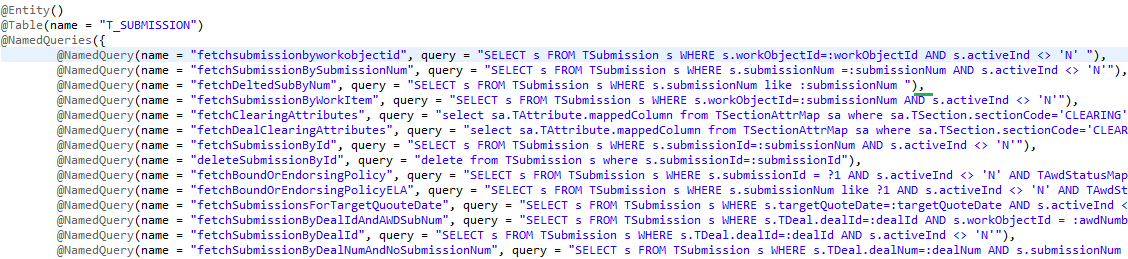 @Entity()
@Table(name = "T_SUBMISSION")
@NamedQueries({
@NamedQuery(name = "fetchsubmissionbyworkobjectid", query = "SELECT s FROM TSubmission s WHERE s.workObjectId=:workObjectId AND s.activeInd <> 'N' "),
@NamedQuery(name = "fetchSubmissionBySubmissionNum", query = "SELECT s FROM TSubmission s WHERE s.submissionNum =:submissionNum AND s.activeInd <> 'N'"),
@NamedQuery(name = "fetchDeltedSubByNum", query = "SELECT s FROM TSubmission s WHERE s.submissionNum like :submissionNum "),
@NamedQuery(name = "fetchSubmissionByWorkItem", query = "SELECT s FROM TSubmission s WHERE s.workObjectId=:submissionNum AND s.activeInd <> 'N'"),
@NamedQuery(name = "fetchClearingAttributes", query = "select sa.TAttribute.mappedColumn from TSectionAttrMap sa where sa.TSection.sectionCode='CLEARING'
@NamedQuery(name = "fetchDealClearingAttributes", query = "select sa.TAttribute.mappedColumn from TSectionAttrMap sa where sa.TSection.sectionCode='CLEAR
@NamedQuery(name = "fetchSubmissionById", query = "SELECT s FROM TSubmission s WHERE s.submissionId=:submissionNum AND s.activeInd <> 'N'"),
@NamedQuery(name = "deleteSubmissionById", query = "delete from TSubmission s where s.submissionId=:submissionId"),
@NamedQuery(name = "fetchBoundOrEndorsingPolicy", query = "SELECT s FROM TSubmission s WHERE s.submissionId = ?1 AND s.activeInd <> 'N' AND TAwdStatusMap
@NamedQuery(name = "fetchBoundOrEndorsingPolicyELA", query = "SELECT s FROM TSubmission s WHERE s.submissionNum like ?1 AND s.activeInd <> 'N' AND TAwdSt
@NamedQuery(name = "fetchSubmissionsForTargetQuouteDate", query = "SELECT s FROM TSubmission s WHERE s.targetQuoteDate=:targetQuoteDate AND s.activeInd <
@NamedQuery(name = "fetchSubmissionByDealIdAndAWDSubNum", query = "SELECT s FROM TSubmission s WHERE s.TDeal.dealId=:dealId AND s.workObjectId = :awdNumb
@NamedQuery(name = "fetchSubmissionByDealId", query = "SELECT s FROM TSubmission s WHERE s.TDeal.dealId=:dealId AND s.activeInd <> 'N'"),
@NamedQuery(name = "fetchSubmissionByDealNumAndNoSubmissionNum", query = "SELECT s FROM TSubmission s WHERE s.TDeal.dealNum=:dealNum AND s.submissionNum